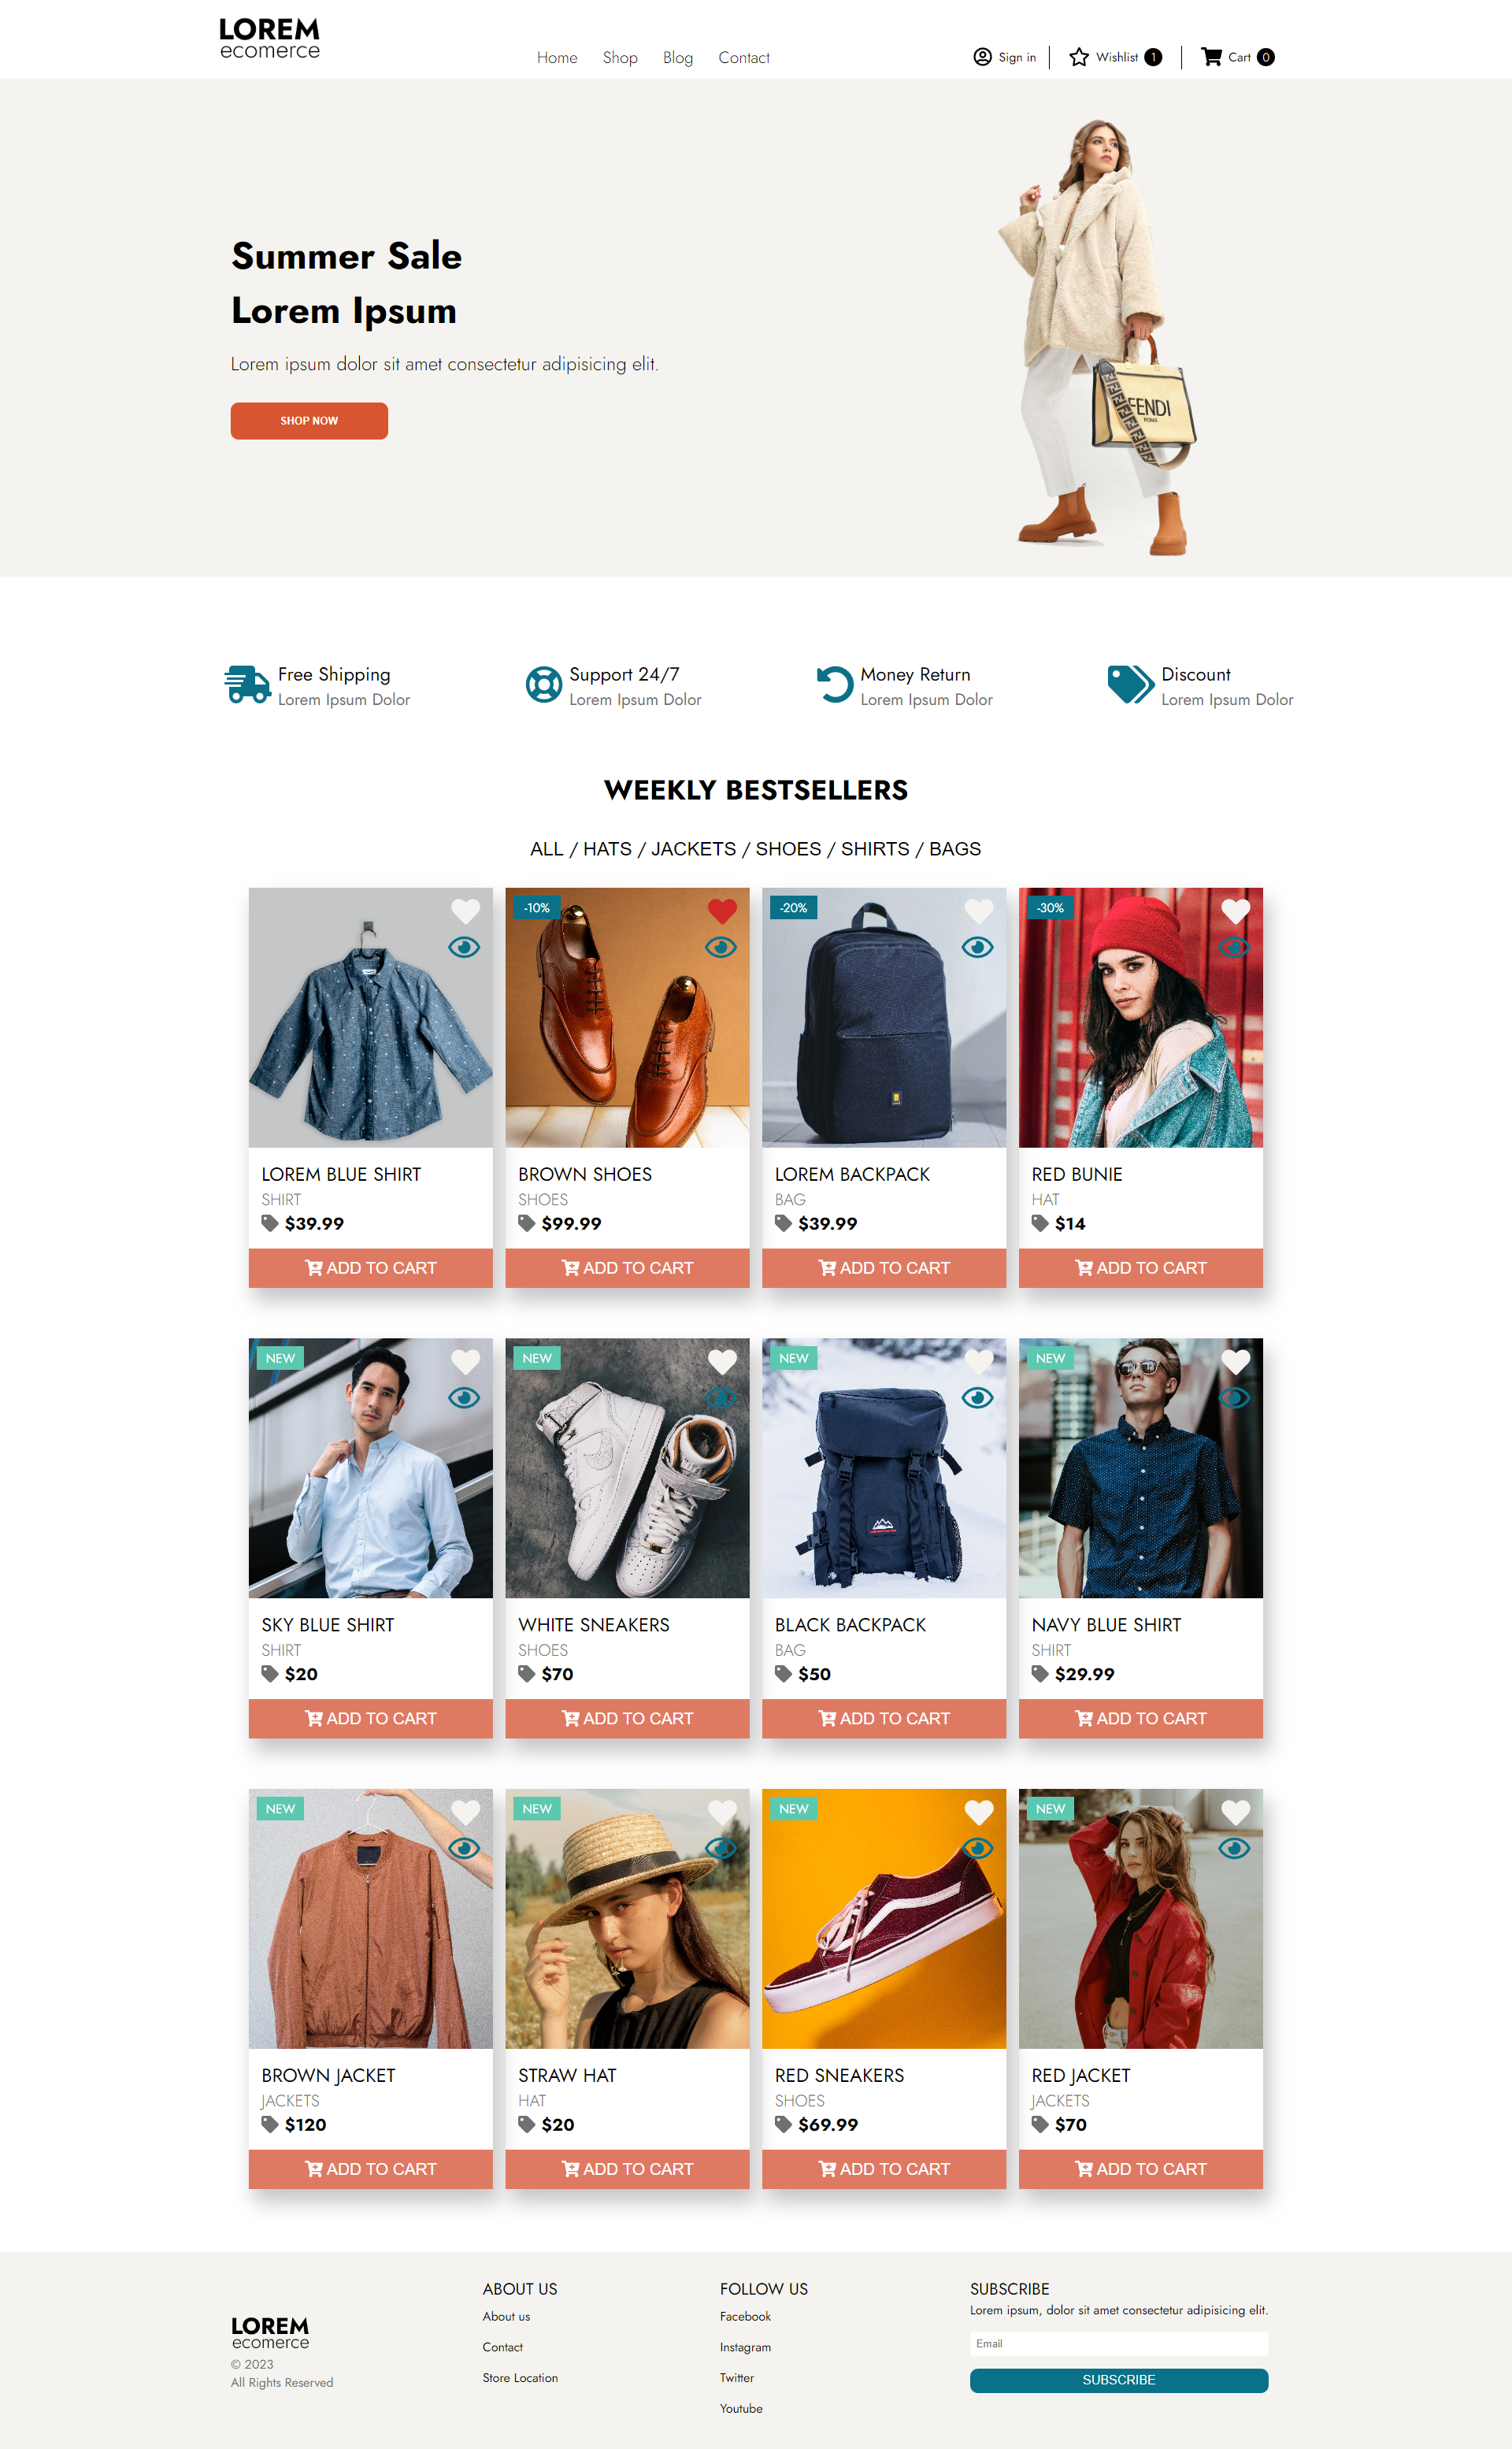 LOREM
ecomerce
Home Shop Blog Contact
Sign in Wishlist 1 Cart 0
Summer Sale
Lorem Ipsum
Lorem ipsum dolor sit amet consectetur adipisicing elit.
SHOP NOW
FENDI
ROMA
Free Shipping
Lorem Ipsum Dolor
Support 24/7
Lorem Ipsum Dolor
Money Return
Lorem Ipsum Dolor
Discount
Lorem Ipsum Dolor
WEEKLY BESTSELLERS
ALL / HATS / JACKETS / SHOES / SHIRTS / BAGS
LOREM BLUE SHIRT
SHIRT
$39.99
ADD TO CART
-10%
BROWN SHOES
SHOES
$99.99
ADD TO CART
-20%
LOREM BACKPACK
BAG
$39.99
ADD TO CART
-30%
RED BUNIE
HAT
$14
ADD TO CART
NEW
SKY BLUE SHIRT
SHIRT
$20
ADD TO CART
NEW
WHITE SNEAKERS
SHOES
$70
ADD TO CART
NEW
BLACK BACKPACK
BAG
$50
ADD TO CART
NEW
NAVY BLUE SHIRT
SHIRT
$29.99
ADD TO CART
NEW
BROWN JACKET
JACKETS
$120
ADD TO CART
NEW
STRAW HAT
HAT
$20
ADD TO CART
NEW
RED SNEAKERS
SHOES
$69.99
ADD TO CART
NEW
RED JACKET
JACKETS
$70
ADD TO CART
LOREM
ecomerce
© 2023
All Rights Reserved
ABOUT US
About us
Contact
Store Location
FOLLOW US
Facebook
Instagram
Twitter
Youtube
SUBSCRIBE
Lorem ipsum, dolor sit amet consectetur adipisicing elit.
Email
SUBSCRIBE